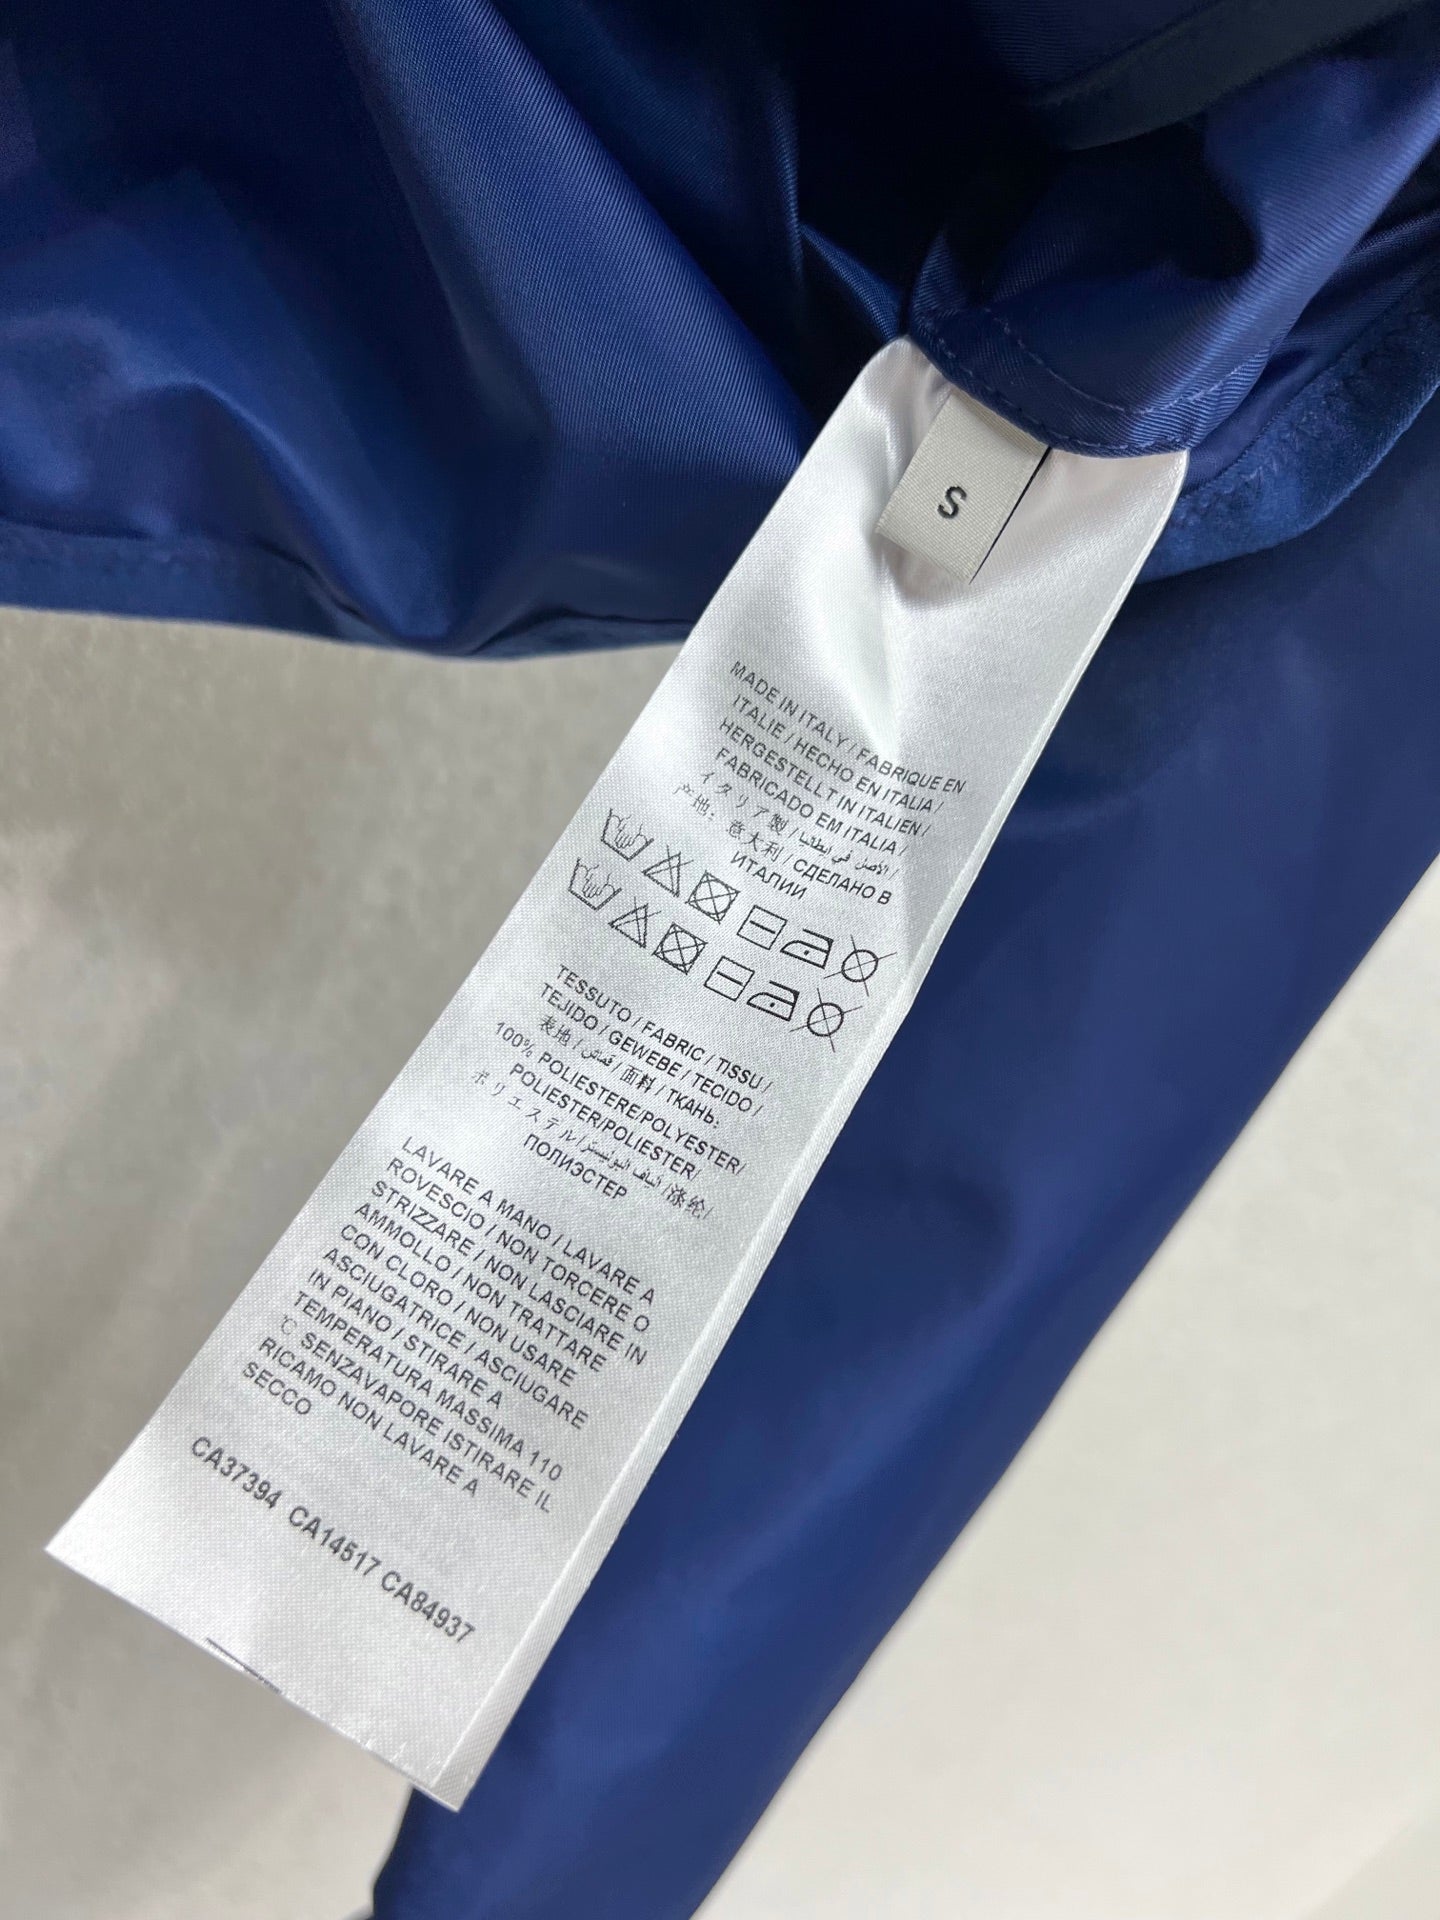 S
MADE IN ITALY / FABRIQUE EN
ITALIE / HECHO EN ITALIA /
HERGESTELLT IN ITALIEN /
FABRICADO EM ITALIA /
イタリア製 / الأصل في إيطاليا /
产地：意大利 / СДЕЛАНО В
ИТАЛИИ
TESSUTO / FABRIC / TISSU /
TEJIDO / GEWEBE / TECIDO /
表地 / قماش / 面料 / ТКАНЬ:
100% POLIESTERE/POLYESTER/
POLIESTER/POLIESTER/
ポリエステル/ألياف البوليستر/涤纶/
ПОЛИЭСТЕР
LAVARE A MANO / LAVARE A
ROVESCIO / NON TORCERE O
STRIZZARE / NON LASCIARE IN
AMMOLLO / NON TRATTARE
CON CLORO / NON USARE
ASCIUGATRICE / ASCIUGARE
IN PIANO / STIRARE A
TEMPERATURA MASSIMA 110
℃ SENZAVAPORE ISTIRARE IL
RICAMO NON LAVARE A
SECCO
CA37394 CA14517 CA84937